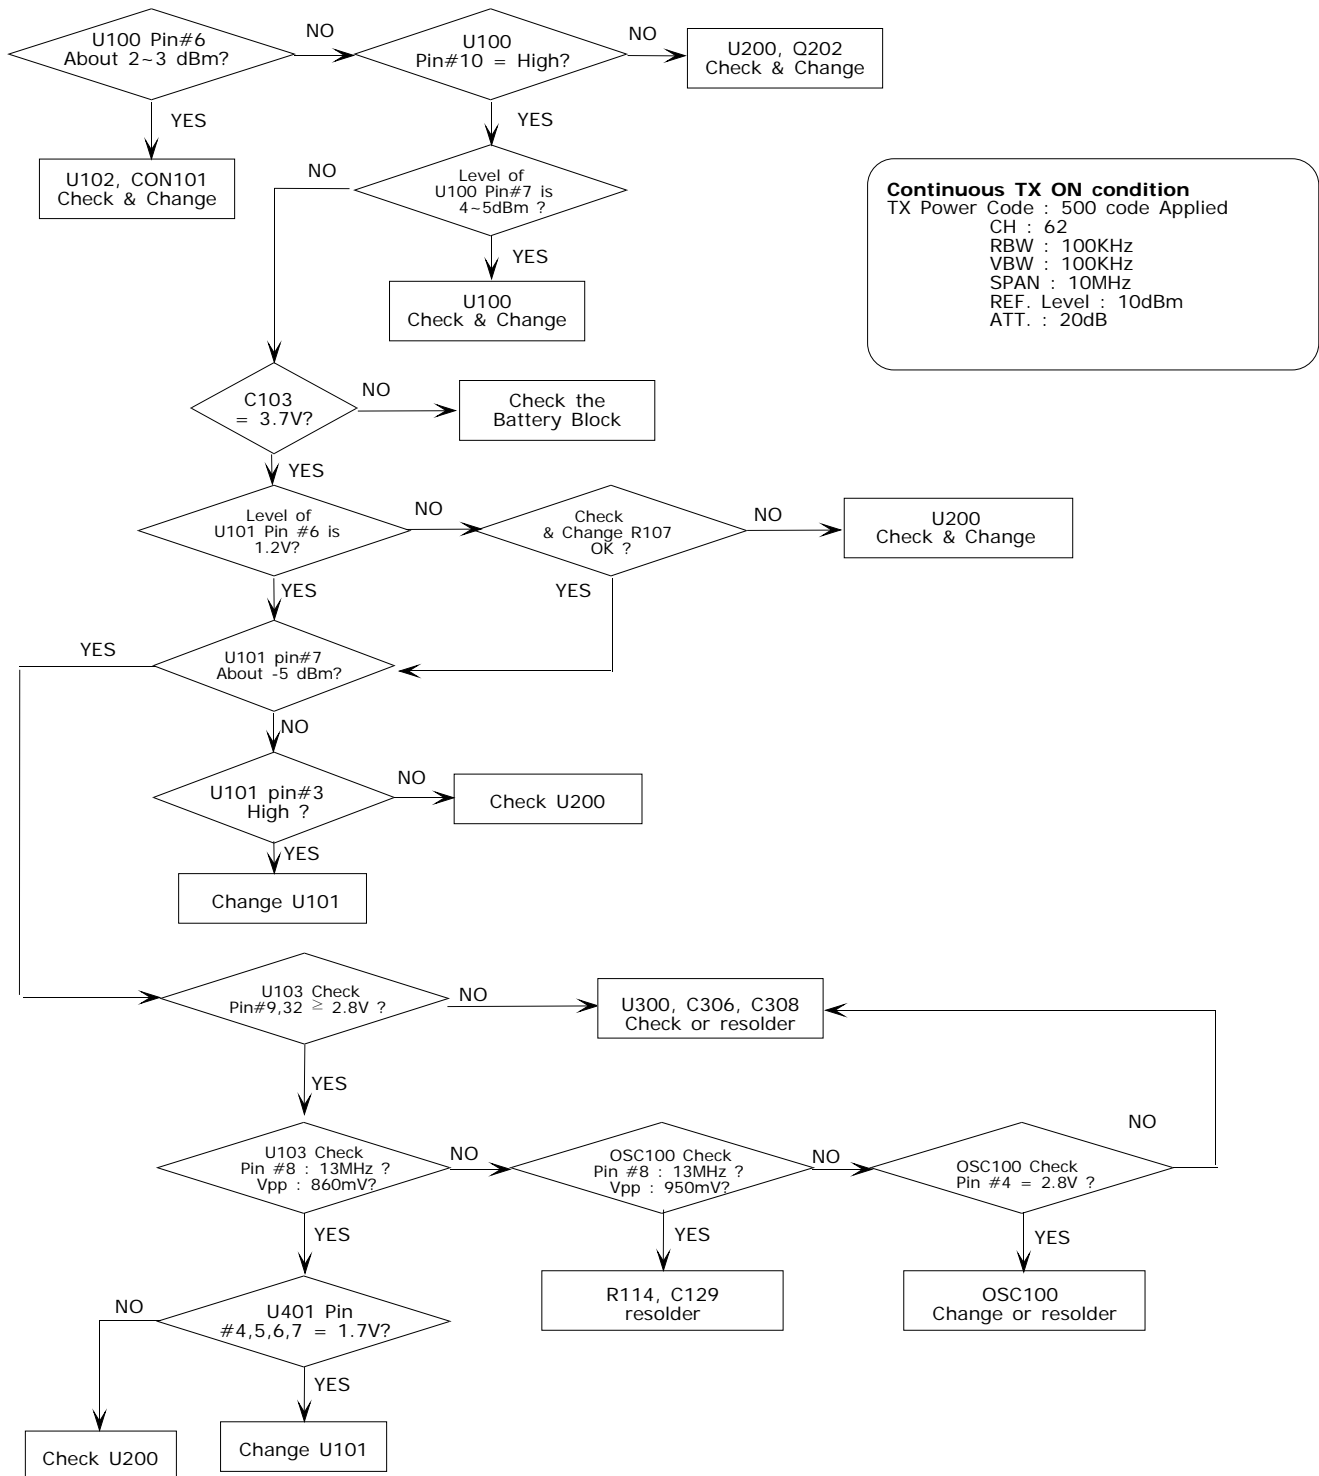 U100 Pin#6
About 2~3 dBm?
NO
U100
Pin#10 = High?
NO
U200, Q202
Check & Change
YES
YES
U102, CON101
Check & Change
NO
Level of
U100 Pin#7 is
4~5dBm ?
Continuous TX ON condition
TX Power Code : 500 code Applied
CH : 62
RBW : 100KHz
VBW : 100KHz
SPAN : 10MHz
REF. Level : 10dBm
ATT. : 20dB
YES
U100
Check & Change
C103
= 3.7V?
NO
Check the
Battery Block
YES
Level of
U101 Pin #6 is
1.2V?
NO
Check
& Change R107
OK ?
NO
U200
Check & Change
YES
YES
YES
U101 pin#7
About -5 dBm?
NO
U101 pin#3
High ?
NO
Check U200
YES
Change U101
U103 Check
Pin#9,32 ≥ 2.8V ?
NO
U300, C306, C308
Check or resolder
YES
NO
U103 Check
Pin #8 : 13MHz ?
Vpp : 860mV?
NO
OSC100 Check
Pin #8 : 13MHz ?
Vpp : 950mV?
NO
OSC100 Check
Pin #4 = 2.8V ?
YES
YES
YES
R114, C129
resolder
OSC100
Change or resolder
NO
U401 Pin
#4,5,6,7 = 1.7V?
YES
Check U200
Change U101